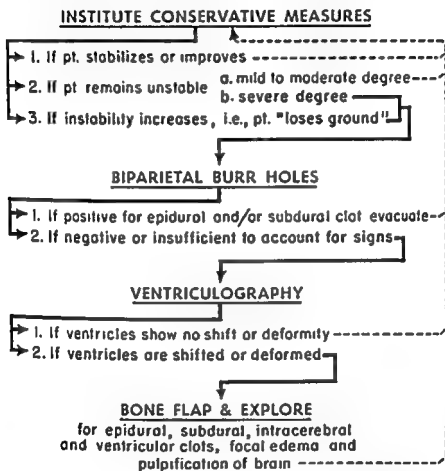 INSTITUTE CONSERVATIVE MEASURES
1. If pt. stabilizes or improves
2. If pt remains unstable a. mild to moderate degree
b. severe degree
3. If instability increases, i.e., pt. "loses ground"
BIPARIETAL BURR HOLES
1. If positive for epidural and/or subdural clot evacuate
2. If negative or insufficient to account for signs
VENTRICULOGRAPHY
1. If ventricles show no shift or deformity
2. If ventricles are shifted or deformed
BONE FLAP & EXPLORE
for epidural, subdural, intracerebral
and ventricular clots, focal edema and
pulpification of brain